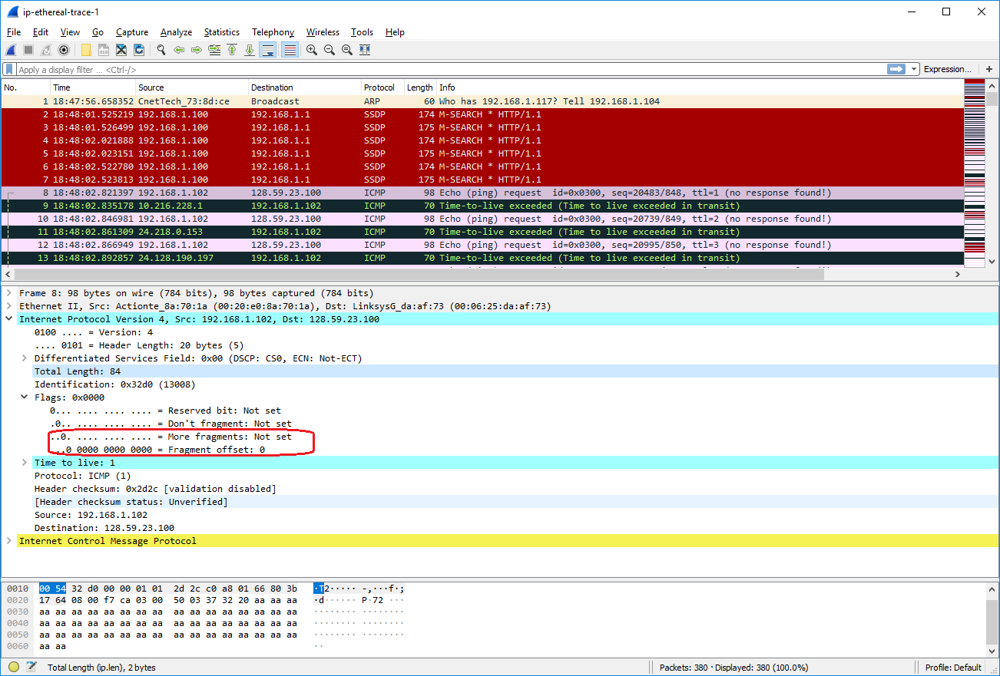 ip-ethereal-trace-1
File Edit View Go Capture Analyze Statistics Telephony Wireless Tools Help
Apply a display filter ... <Ctrl-/> Expression... +
No. Time Source Destination Protocol Length Info
1 18:47:56.658352 CnetTech_73:8d:ce Broadcast ARP 60 Who has 192.168.1.117? Tell 192.168.1.104
2 18:48:01.525219 192.168.1.100 192.168.1.1 SSDP 174 M-SEARCH * HTTP/1.1
3 18:48:01.526499 192.168.1.100 192.168.1.1 SSDP 175 M-SEARCH * HTTP/1.1
4 18:48:02.021888 192.168.1.100 192.168.1.1 SSDP 174 M-SEARCH * HTTP/1.1
5 18:48:02.023151 192.168.1.100 192.168.1.1 SSDP 175 M-SEARCH * HTTP/1.1
6 18:48:02.522780 192.168.1.100 192.168.1.1 SSDP 174 M-SEARCH * HTTP/1.1
7 18:48:02.523813 192.168.1.100 192.168.1.1 SSDP 175 M-SEARCH * HTTP/1.1
8 18:48:02.821397 192.168.1.102 128.59.23.100 ICMP 98 Echo (ping) request id=0x0300, seq=20483/848, ttl=1 (no response found!)
9 18:48:02.835178 10.216.228.1 192.168.1.102 ICMP 70 Time-to-live exceeded (Time to live exceeded in transit)
10 18:48:02.846981 192.168.1.102 128.59.23.100 ICMP 98 Echo (ping) request id=0x0300, seq=20739/849, ttl=2 (no response found!)
11 18:48:02.861309 24.218.0.153 192.168.1.102 ICMP 70 Time-to-live exceeded (Time to live exceeded in transit)
12 18:48:02.866949 192.168.1.102 128.59.23.100 ICMP 98 Echo (ping) request id=0x0300, seq=20995/850, ttl=3 (no response found!)
13 18:48:02.892857 24.128.190.197 192.168.1.102 ICMP 70 Time-to-live exceeded (Time to live exceeded in transit)
Frame 8: 98 bytes on wire (784 bits), 98 bytes captured (784 bits)
Ethernet II, Src: Actionte_8a:70:1a (00:20:e0:8a:70:1a), Dst: LinksysG_da:af:73 (00:06:25:da:af:73)
Internet Protocol Version 4, Src: 192.168.1.102, Dst: 128.59.23.100
0100 .... = Version: 4
.... 0101 = Header Length: 20 bytes (5)
Differentiated Services Field: 0x00 (DSCP: CS0, ECN: Not-ECT)
Total Length: 84
Identification: 0x32d0 (13008)
Flags: 0x0000
0... .... .... .... = Reserved bit: Not set
.0.. .... .... .... = Don't fragment: Not set
..0. .... .... .... = More fragments: Not set
...0 0000 0000 0000 = Fragment offset: 0
Time to live: 1
Protocol: ICMP (1)
Header checksum: 0x2d2c [validation disabled]
[Header checksum status: Unverified]
Source: 192.168.1.102
Destination: 128.59.23.100
Internet Control Message Protocol
0010 00 54 32 d0 00 00 01 01 2d 2c c0 a8 01 66 80 3b ·T2····· -,···f·;
0020 17 64 08 00 f7 ca 03 00 50 03 37 32 20 aa aa aa ·d······ P·72 ···
0030 aa aa aa aa aa aa aa aa aa aa aa aa aa aa aa aa ········ ········
0040 aa aa aa aa aa aa aa aa aa aa aa aa aa aa aa aa ········ ········
0050 aa aa aa aa aa aa aa aa aa aa aa aa aa aa aa aa ········ ········
0060 aa aa ··
Total Length (ip.len), 2 bytes Packets: 380 · Displayed: 380 (100.0%) Profile: Default